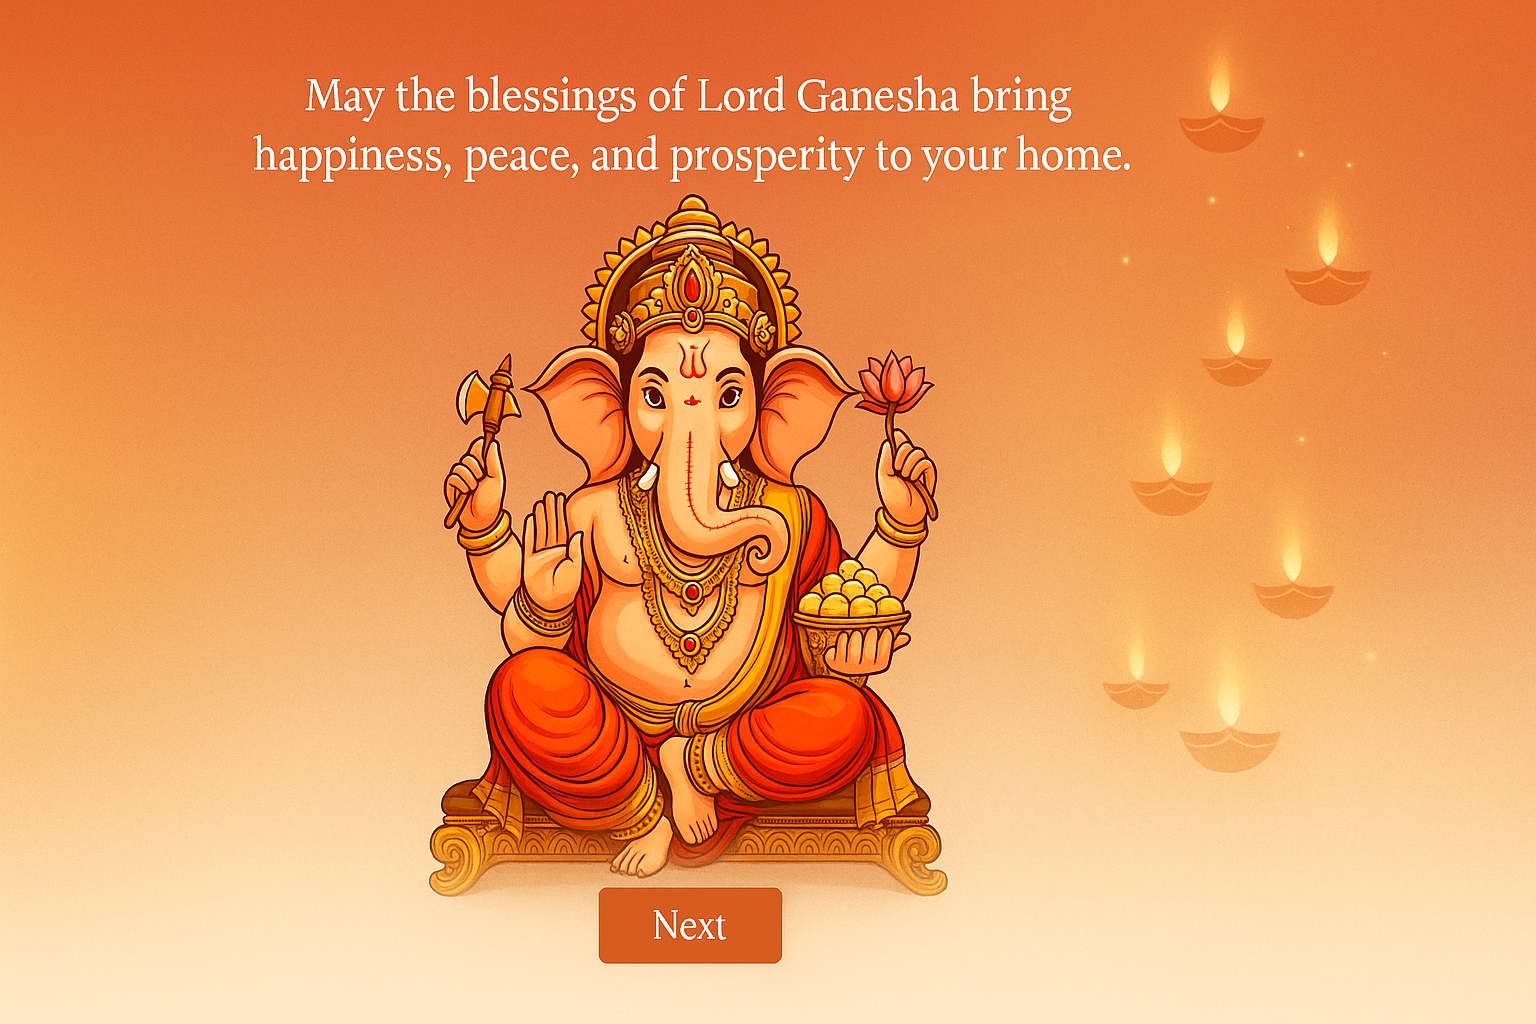 May the blessings of Lord Ganesha bring
happiness, peace, and prosperity to your home.
Next